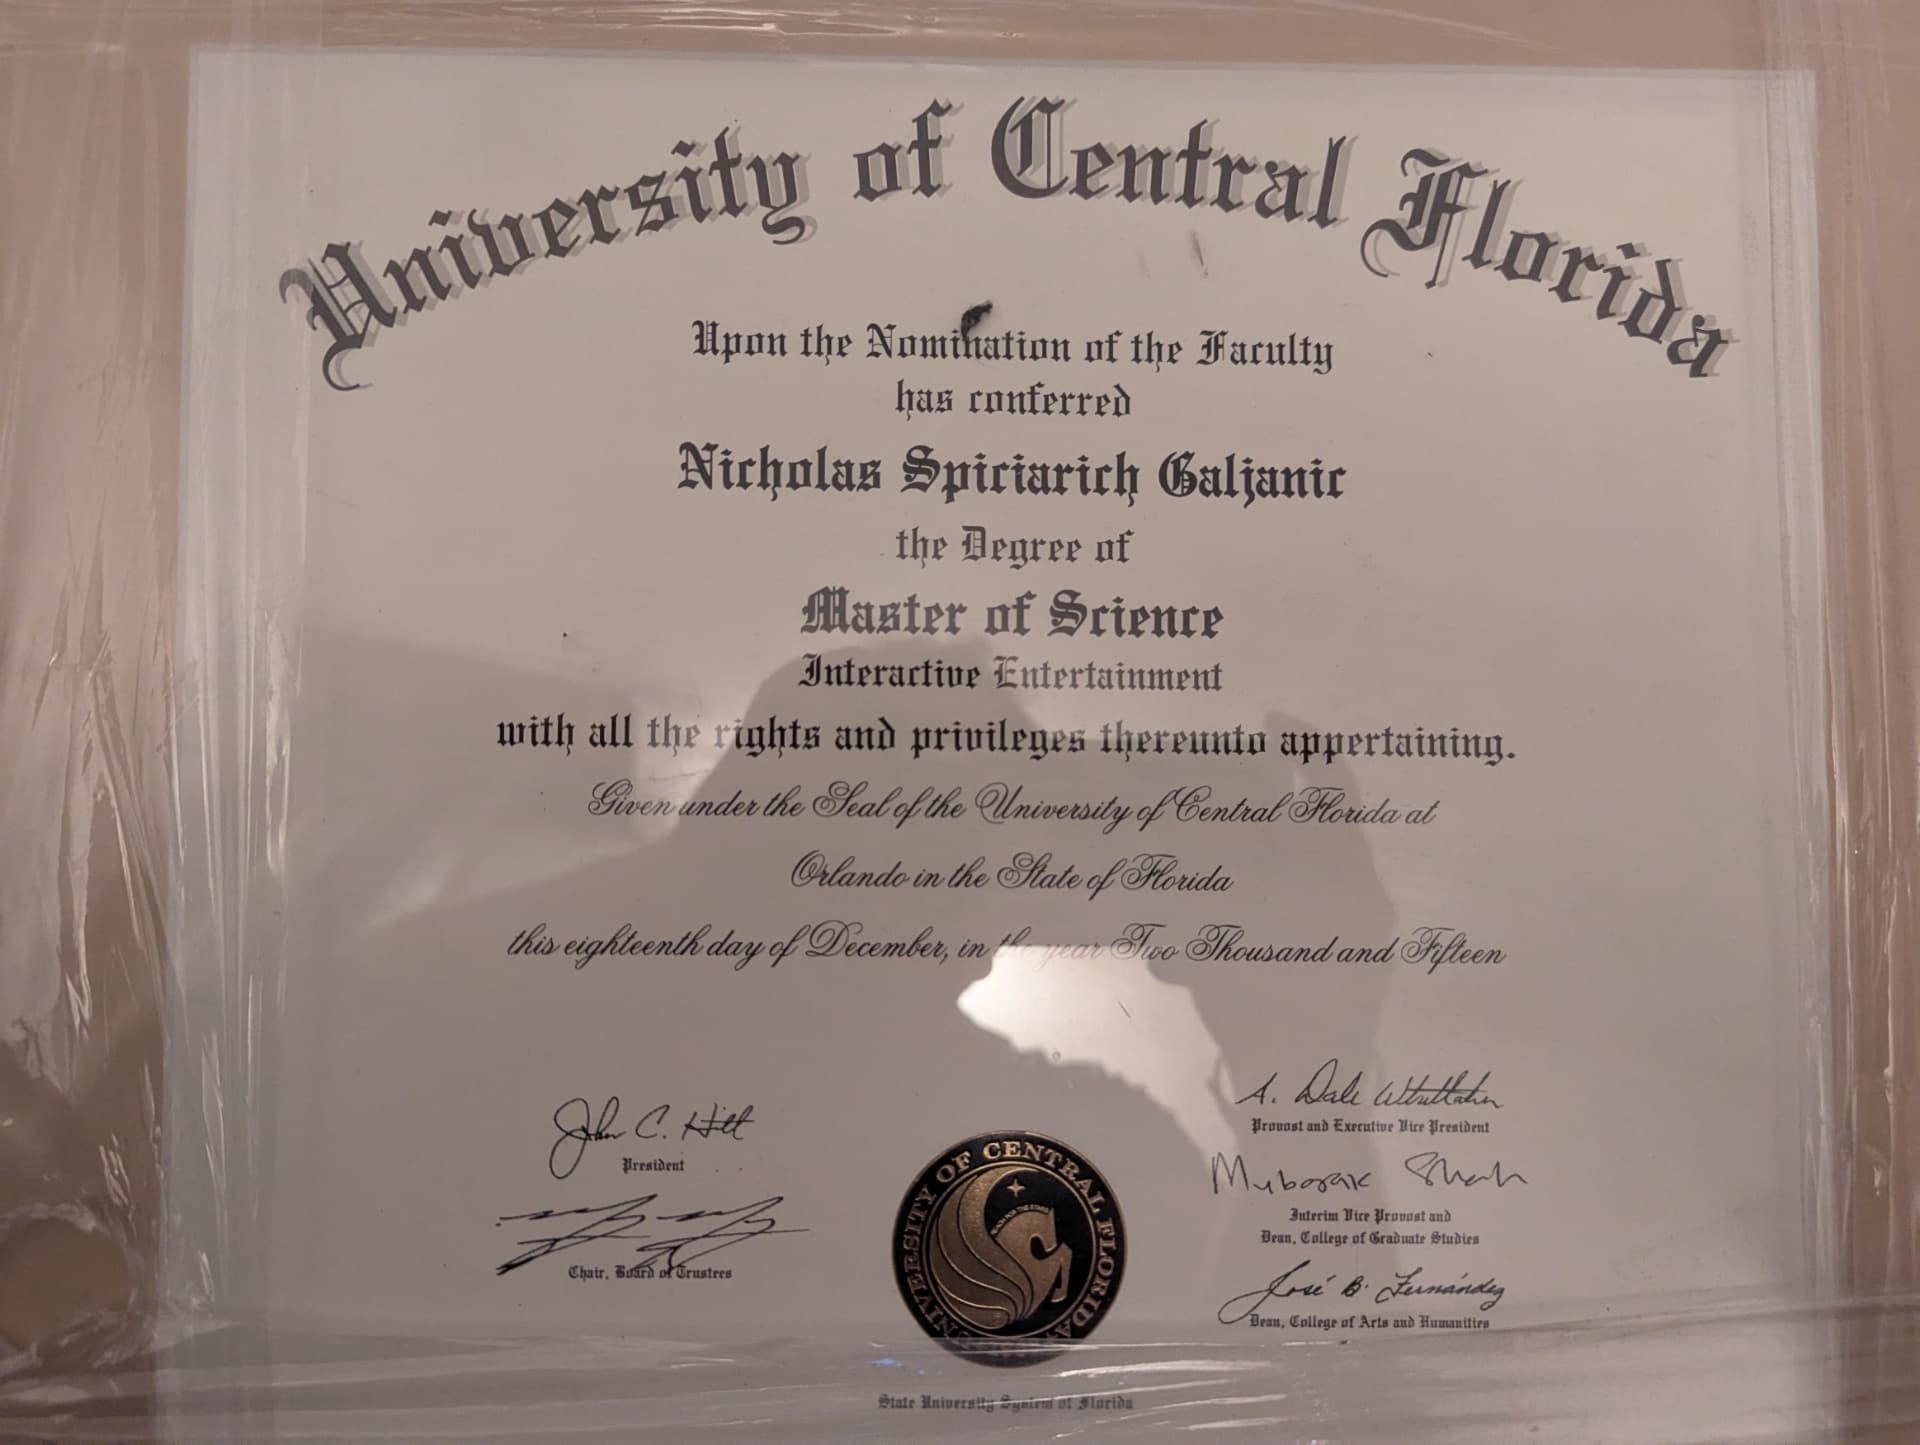 University of Central Florida
Upon the Nomination of the Faculty
has conferred
Nicholas Spiciarich Galjanic
the Degree of
Master of Science
Interactive Entertainment
with all the rights and privileges thereunto appertaining.
Given under the Seal of the University of Central Florida at
Orlando in the State of Florida
this eighteenth day of December, in the year Two Thousand and Fifteen
John C. Hitt
President
Chair, Board of Trustees
A. Dale Whittaker
Provost and Executive Vice President
Mubarak Shah
Interim Vice Provost and
Dean, College of Graduate Studies
José B. Fernández
Dean, College of Arts and Humanities
UNIVERSITY OF CENTRAL FLORIDA
State University System of Florida